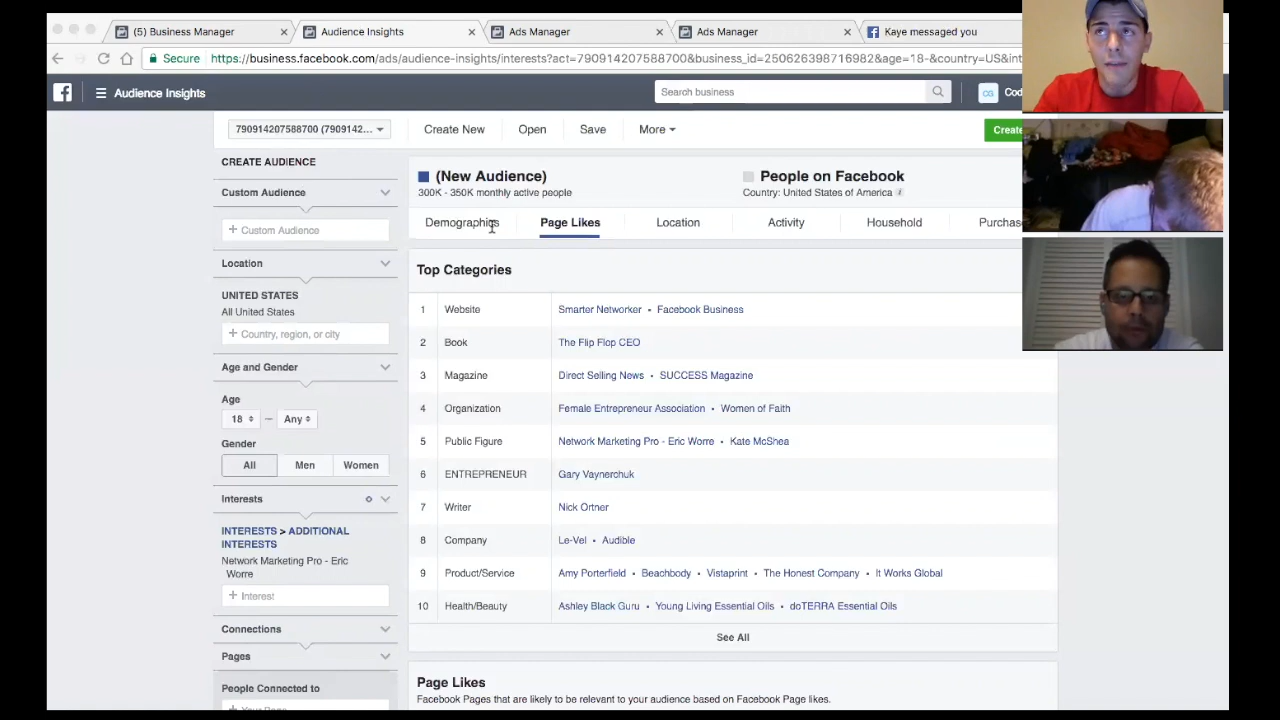 (5) Business Manager
Audience Insights
Ads Manager
Ads Manager
Kaye messaged you
Secure https://business.facebook.com/ads/audience-insights/interests?act=790914207588700&business_id=250626398716982&age=18-&country=US&int
Audience Insights
Search business
CG Cod
790914207588700 (7909142...
Create New
Open
Save
More
Create
CREATE AUDIENCE
Custom Audience
+ Custom Audience
Location
UNITED STATES
All United States
+ Country, region, or city
Age and Gender
Age
18 — Any
Gender
All Men Women
Interests
INTERESTS > ADDITIONAL
INTERESTS
Network Marketing Pro - Eric
Worre
+ Interest
Connections
Pages
People Connected to
(New Audience)
300K - 350K monthly active people
People on Facebook
Country: United States of America
Demographics Page Likes Location Activity Household Purchas
Top Categories
1 Website Smarter Networker • Facebook Business
2 Book The Flip Flop CEO
3 Magazine Direct Selling News • SUCCESS Magazine
4 Organization Female Entrepreneur Association • Women of Faith
5 Public Figure Network Marketing Pro - Eric Worre • Kate McShea
6 ENTREPRENEUR Gary Vaynerchuk
7 Writer Nick Ortner
8 Company Le-Vel • Audible
9 Product/Service Amy Porterfield • Beachbody • Vistaprint • The Honest Company • It Works Global
10 Health/Beauty Ashley Black Guru • Young Living Essential Oils • doTERRA Essential Oils
See All
Page Likes
Facebook Pages that are likely to be relevant to your audience based on Facebook Page likes.